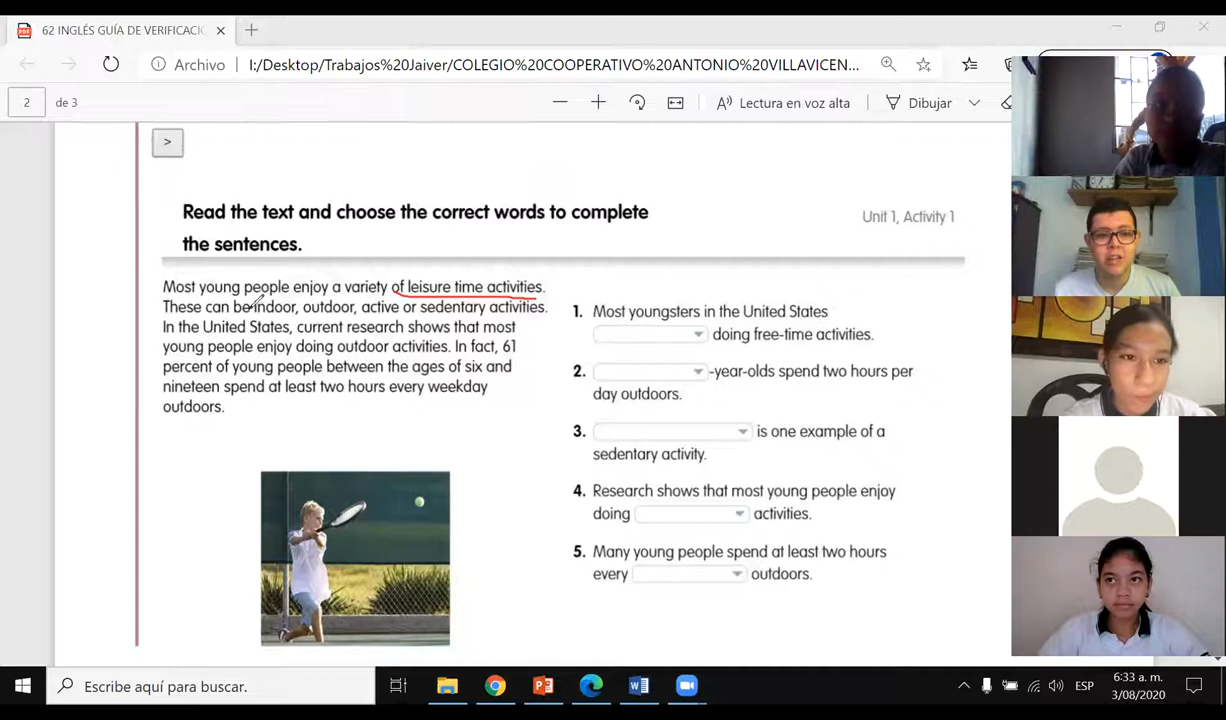 62 INGLÉS GUÍA DE VERIFICACI
Archivo
I:/Desktop/Trabajos%20Jaiver/COLEGIO%20COOPERATIVO%20ANTONIO%20VILLAVICEN...
2 de 3
Lectura en voz alta
Dibujar
>
Read the text and choose the correct words to complete
the sentences.
Unit 1, Activity 1
Most young people enjoy a variety of leisure time activities.
These can be indoor, outdoor, active or sedentary activities.
In the United States, current research shows that most
young people enjoy doing outdoor activities. In fact, 61
percent of young people between the ages of six and
nineteen spend at least two hours every weekday
outdoors.
1. Most youngsters in the United States
doing free-time activities.
2. -year-olds spend two hours per
day outdoors.
3. is one example of a
sedentary activity.
4. Research shows that most young people enjoy
doing activities.
5. Many young people spend at least two hours
every outdoors.
Escribe aquí para buscar.
ESP
6:33 a. m.
3/08/2020